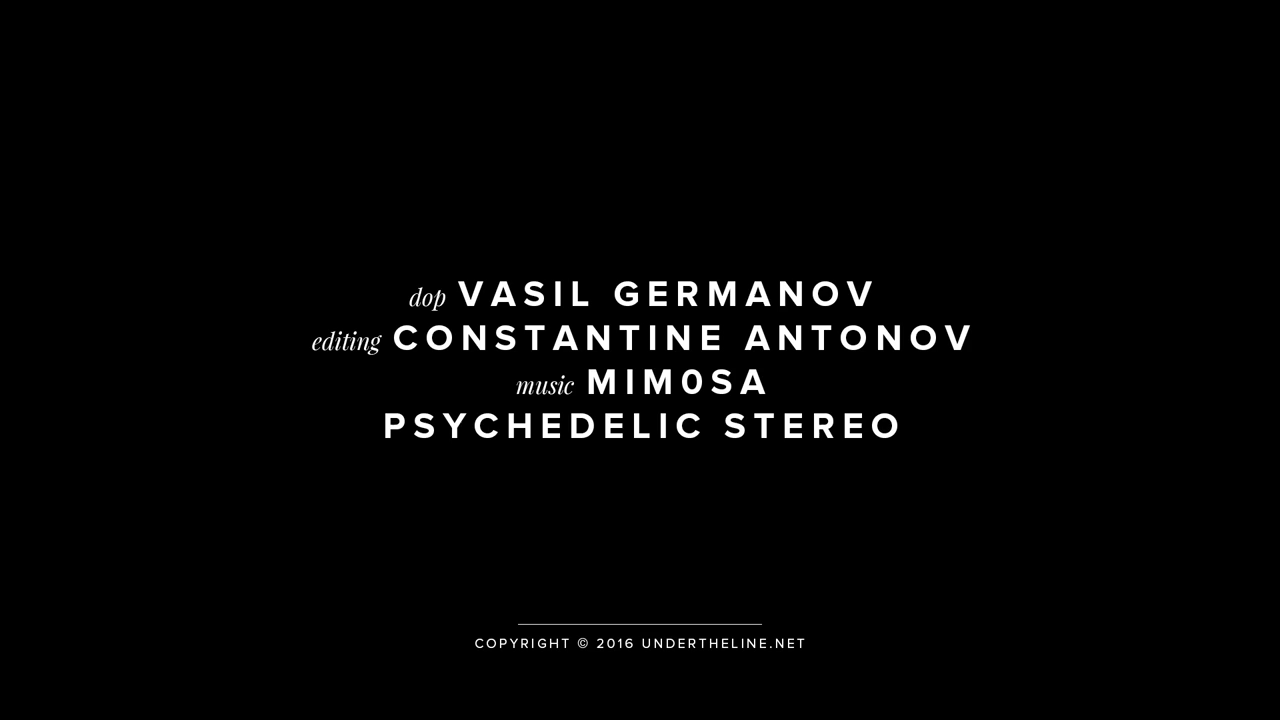 dop VASIL GERMANOV
editing CONSTANTINE ANTONOV
music MIM0SA
PSYCHEDELIC STEREO
COPYRIGHT © 2016 UNDERTHELINE.NET